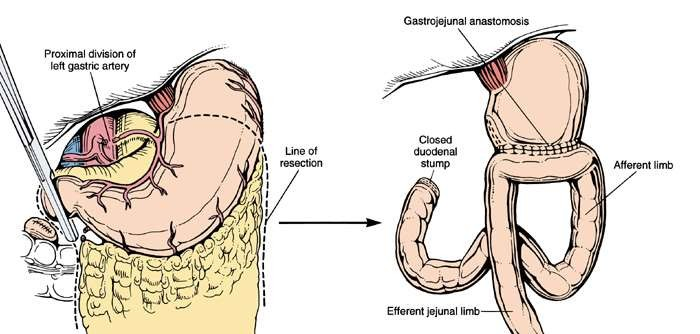 Proximal division of
left gastric artery
Line of
resection
Gastrojejunal anastomosis
Closed
duodenal
stump
Afferent limb
Efferent jejunal limb